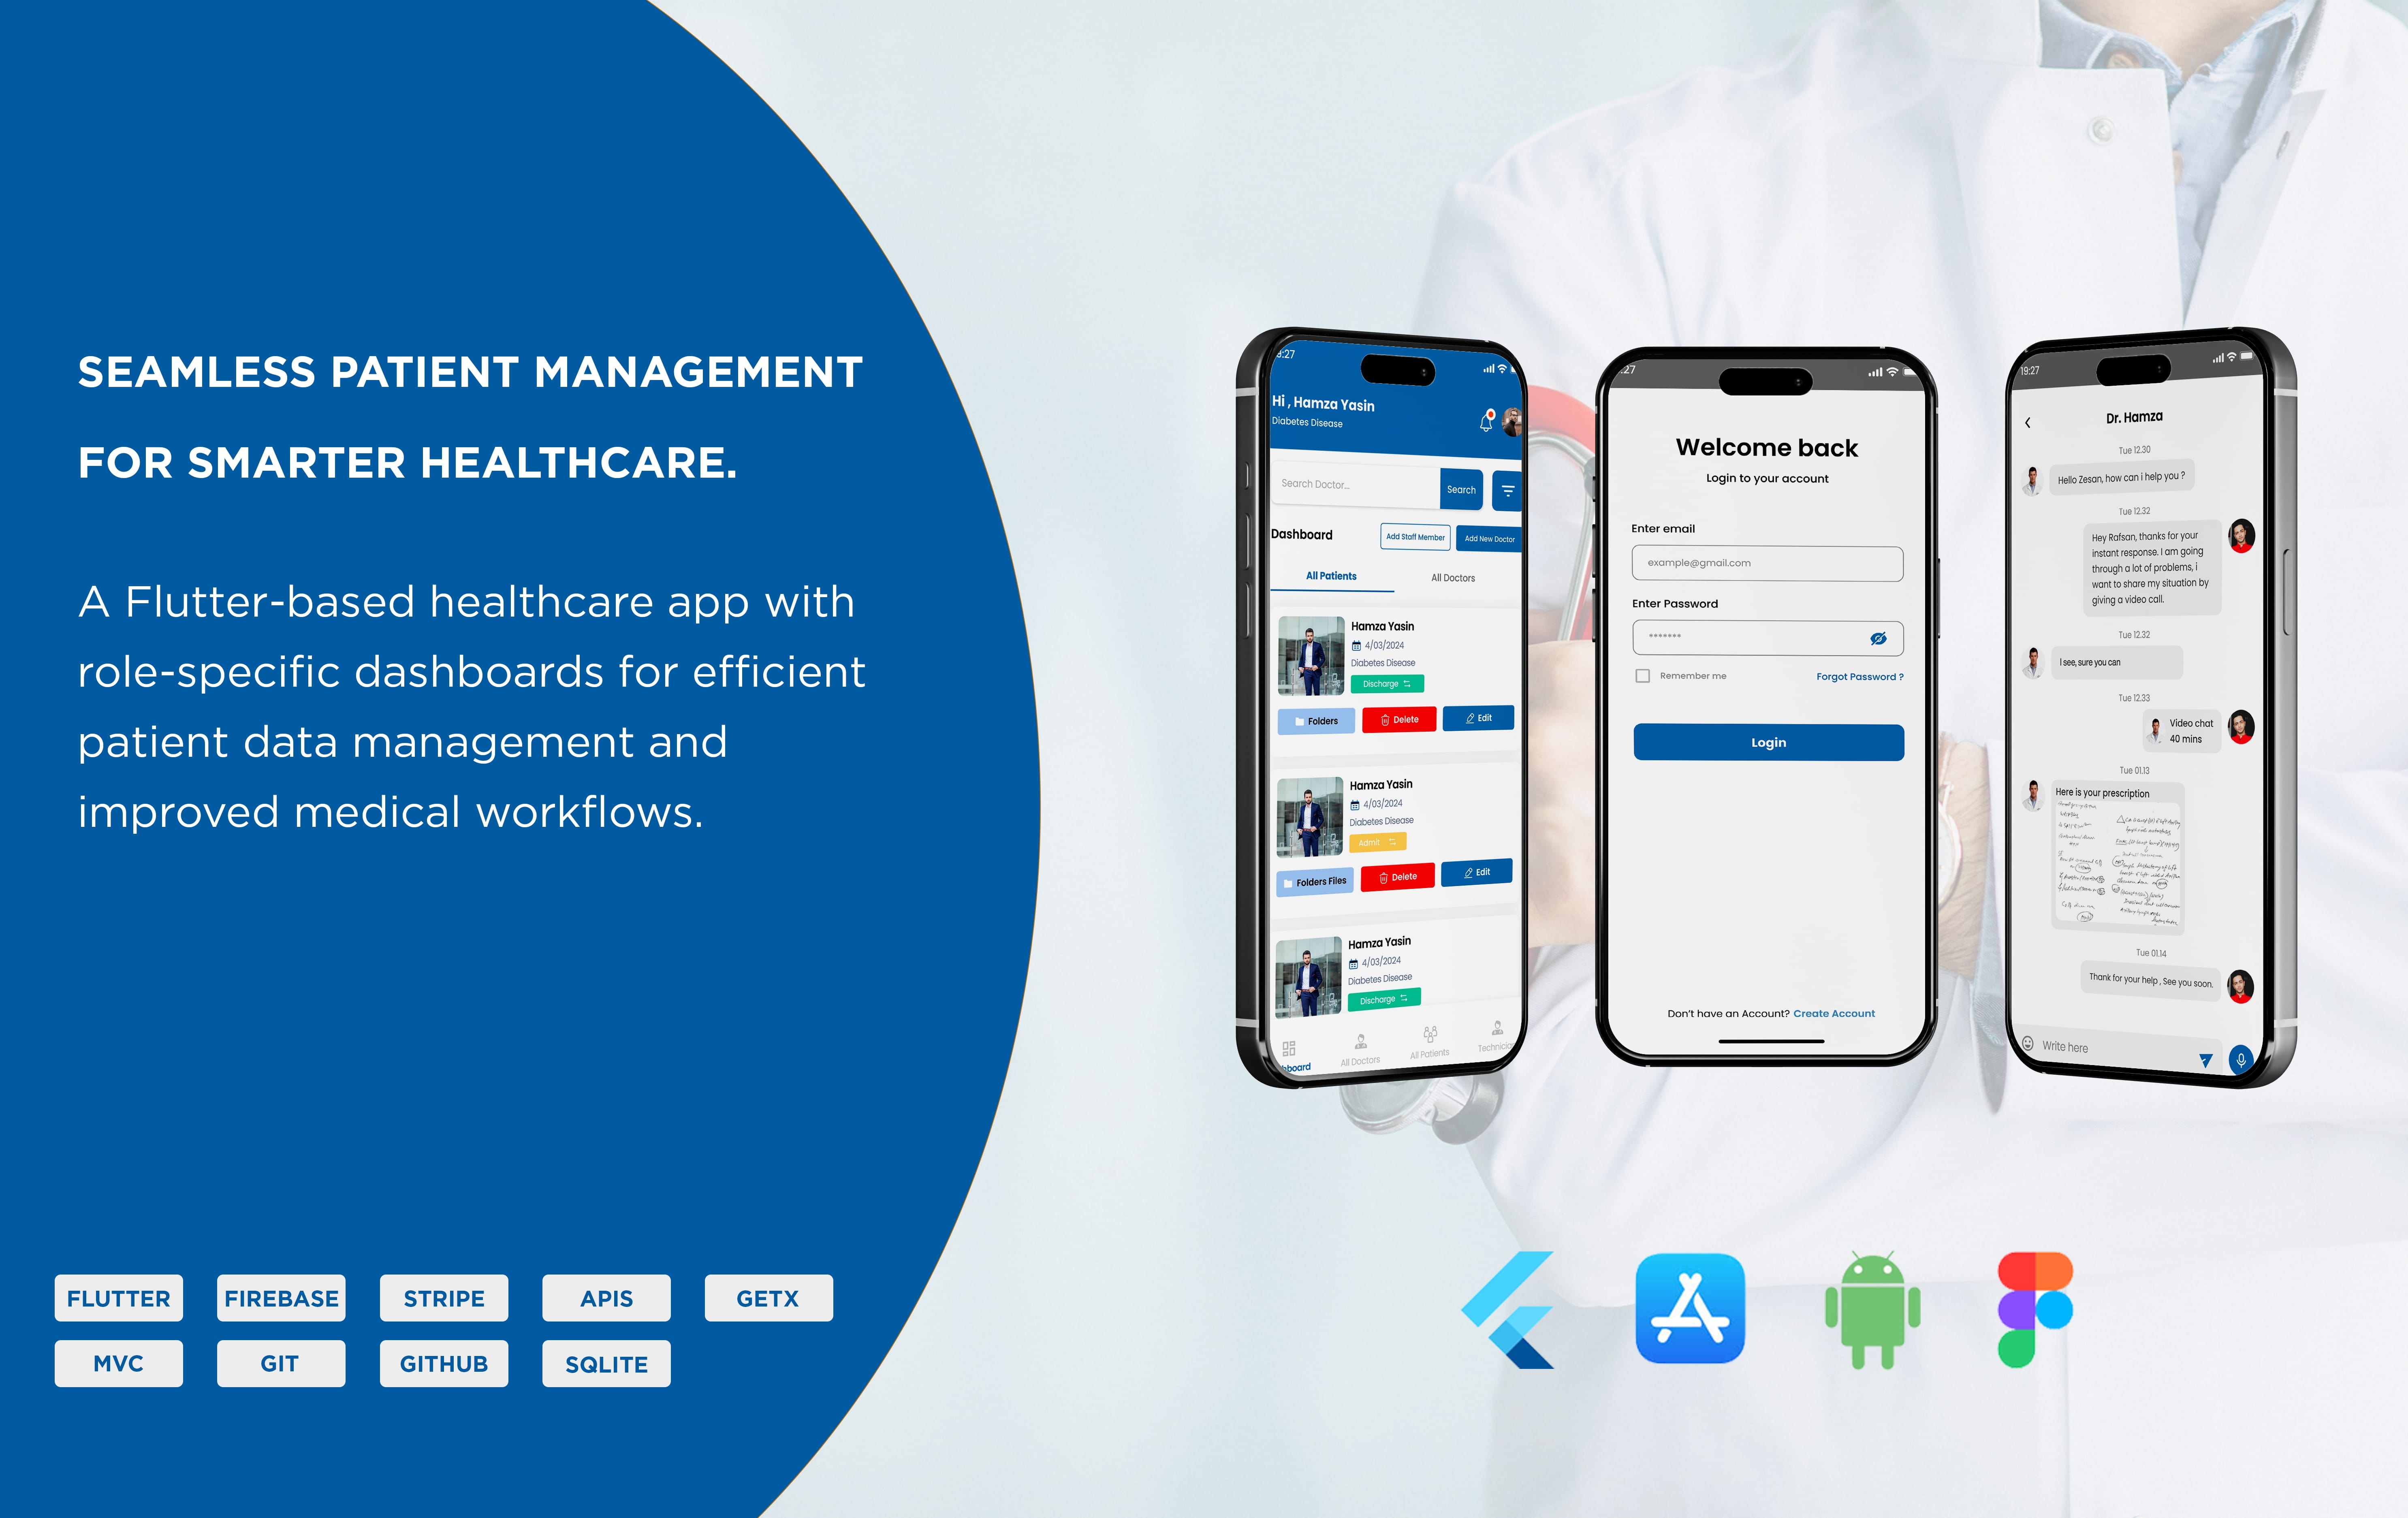 SEAMLESS PATIENT MANAGEMENT
FOR SMARTER HEALTHCARE.
A Flutter-based healthcare app with
role-specific dashboards for efficient
patient data management and
improved medical workflows.
FLUTTER
FIREBASE
STRIPE
APIS
GETX
MVC
GIT
GITHUB
SQLITE
9:27
Hi , Hamza Yasin
Diabetes Disease
Search Doctor...
Search
Dashboard
Add Staff Member
Add New Doctor
All Patients
All Doctors
Hamza Yasin
4/03/2024
Diabetes Disease
Discharge
Folders
Delete
Edit
Hamza Yasin
4/03/2024
Diabetes Disease
Admit
Folders Files
Delete
Edit
Hamza Yasin
4/03/2024
Diabetes Disease
Discharge
board
All Doctors
All Patients
Technicia
:27
Welcome back
Login to your account
Enter email
example@gmail.com
Enter Password
*******
Remember me
Forgot Password ?
Login
Don't have an Account? Create Account
19:27
Dr. Hamza
Tue 12.30
Hello Zesan, how can i help you ?
Tue 12.32
Hey Rafsan, thanks for your
instant response. I am going
through a lot of problems, i
want to share my situation by
giving a video call.
Tue 12.32
I see, sure you can
Tue 12.33
Video chat
40 mins
Tue 01.13
Here is your prescription
Tue 01.14
Thank for your help , See you soon.
Write here